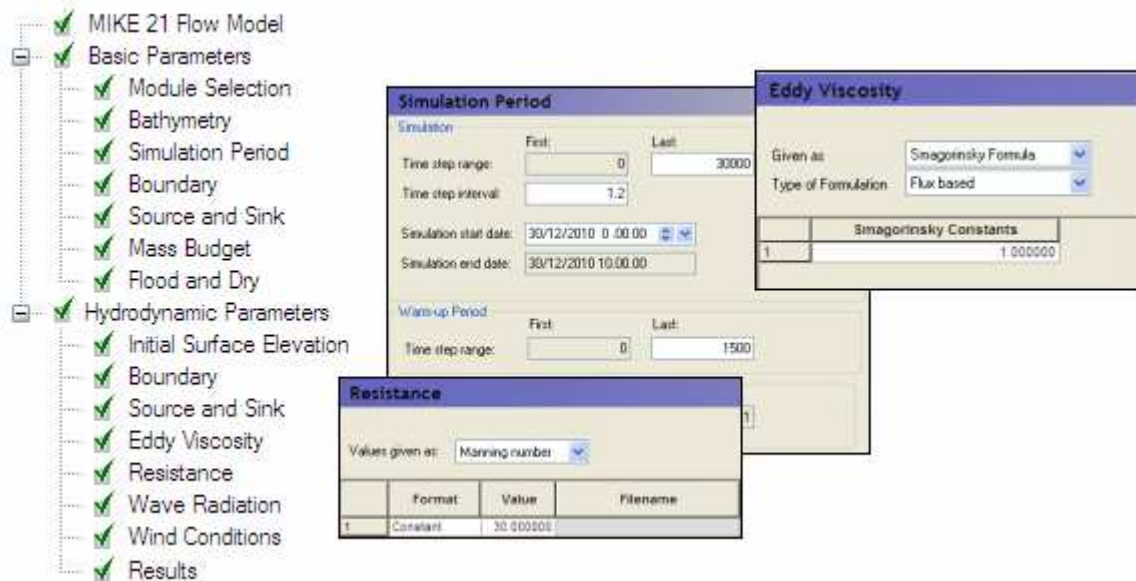 MIKE 21 Flow Model
Basic Parameters
Module Selection
Bathymetry
Simulation Period
Boundary
Source and Sink
Mass Budget
Flood and Dry
Hydrodynamic Parameters
Initial Surface Elevation
Boundary
Source and Sink
Eddy Viscosity
Resistance
Wave Radiation
Wind Conditions
Results
Simulation Period
Simulation
First: Last:
Time step range: 0 30000
Time step interval: 1.2
Simulation start date: 30/12/2010 0:00:00
Simulation end date: 30/12/2010 10:00:00
Warm-up Period
First: Last:
Time step range: 0 1500
1
Eddy Viscosity
Given as: Smagorinsky Formula
Type of Formulation Flux based
Smagorinsky Constants
1 1.000000
Resistance
Values given as: Manning number
Format Value Filename
1 Constant 30.000000